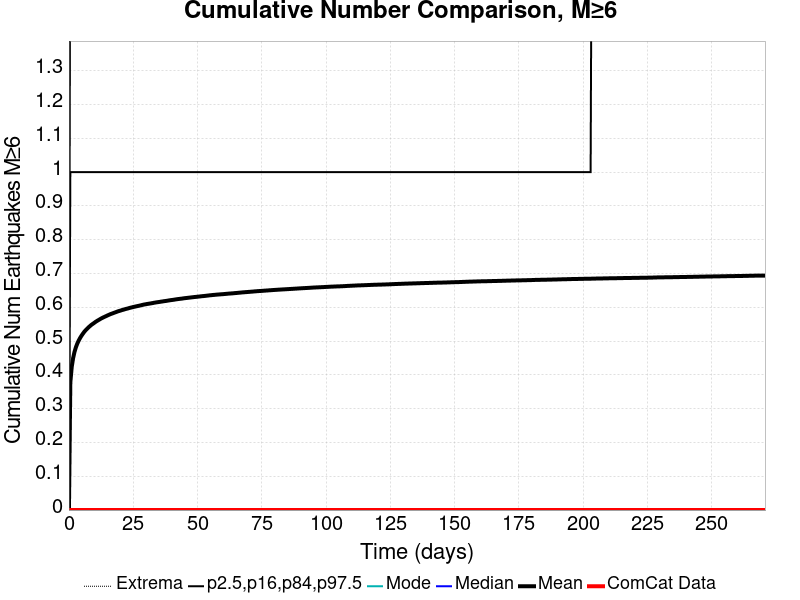 Cumulative Number Comparison, M≥6
Cumulative Num Earthquakes M≥6
1.3
1.2
1.1
1
0.9
0.8
0.7
0.6
0.5
0.4
0.3
0.2
0.1
0
0 25 50 75 100 125 150 175 200 225 250
Time (days)
Extrema p2.5,p16,p84,p97.5 Mode Median Mean ComCat Data